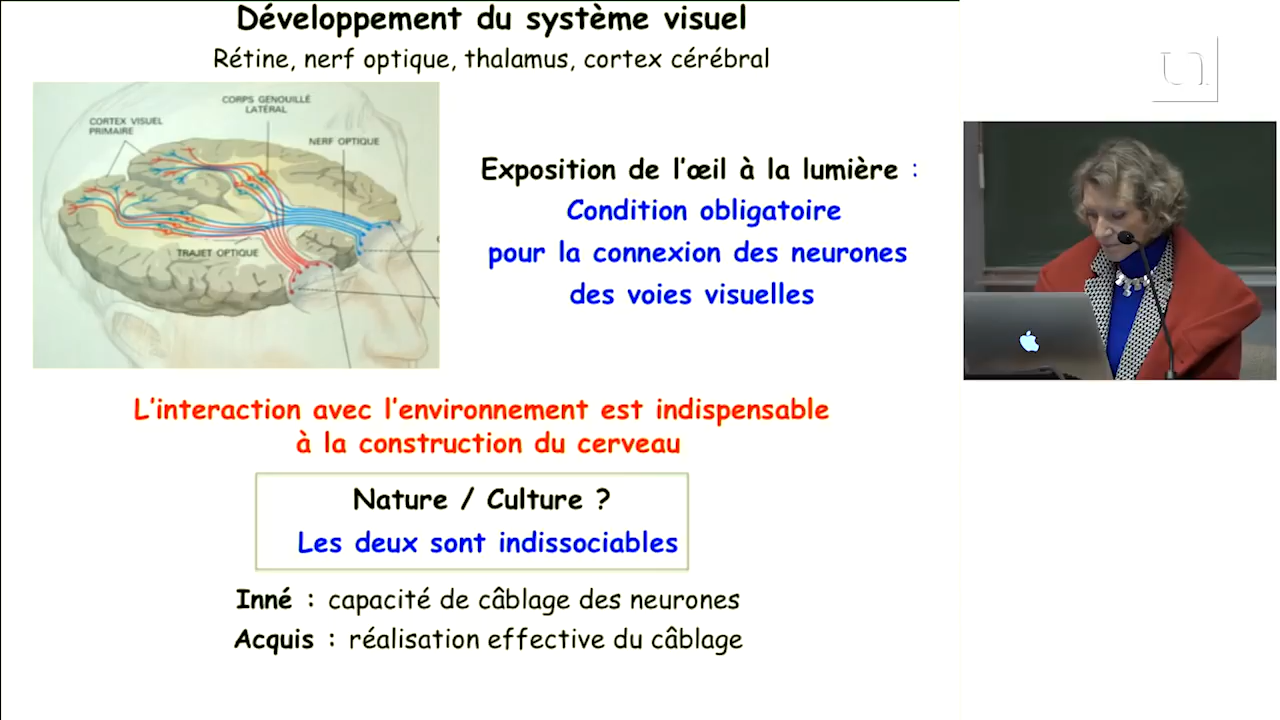 Développement du système visuel
Rétine, nerf optique, thalamus, cortex cérébral
CORPS GENOUILLÉ
LATÉRAL
CORTEX VISUEL
PRIMAIRE
NERF OPTIQUE
TRAJET OPTIQUE
Exposition de l'œil à la lumière :
Condition obligatoire
pour la connexion des neurones
des voies visuelles
L'interaction avec l'environnement est indispensable
à la construction du cerveau
Nature / Culture ?
Les deux sont indissociables
Inné : capacité de câblage des neurones
Acquis : réalisation effective du câblage